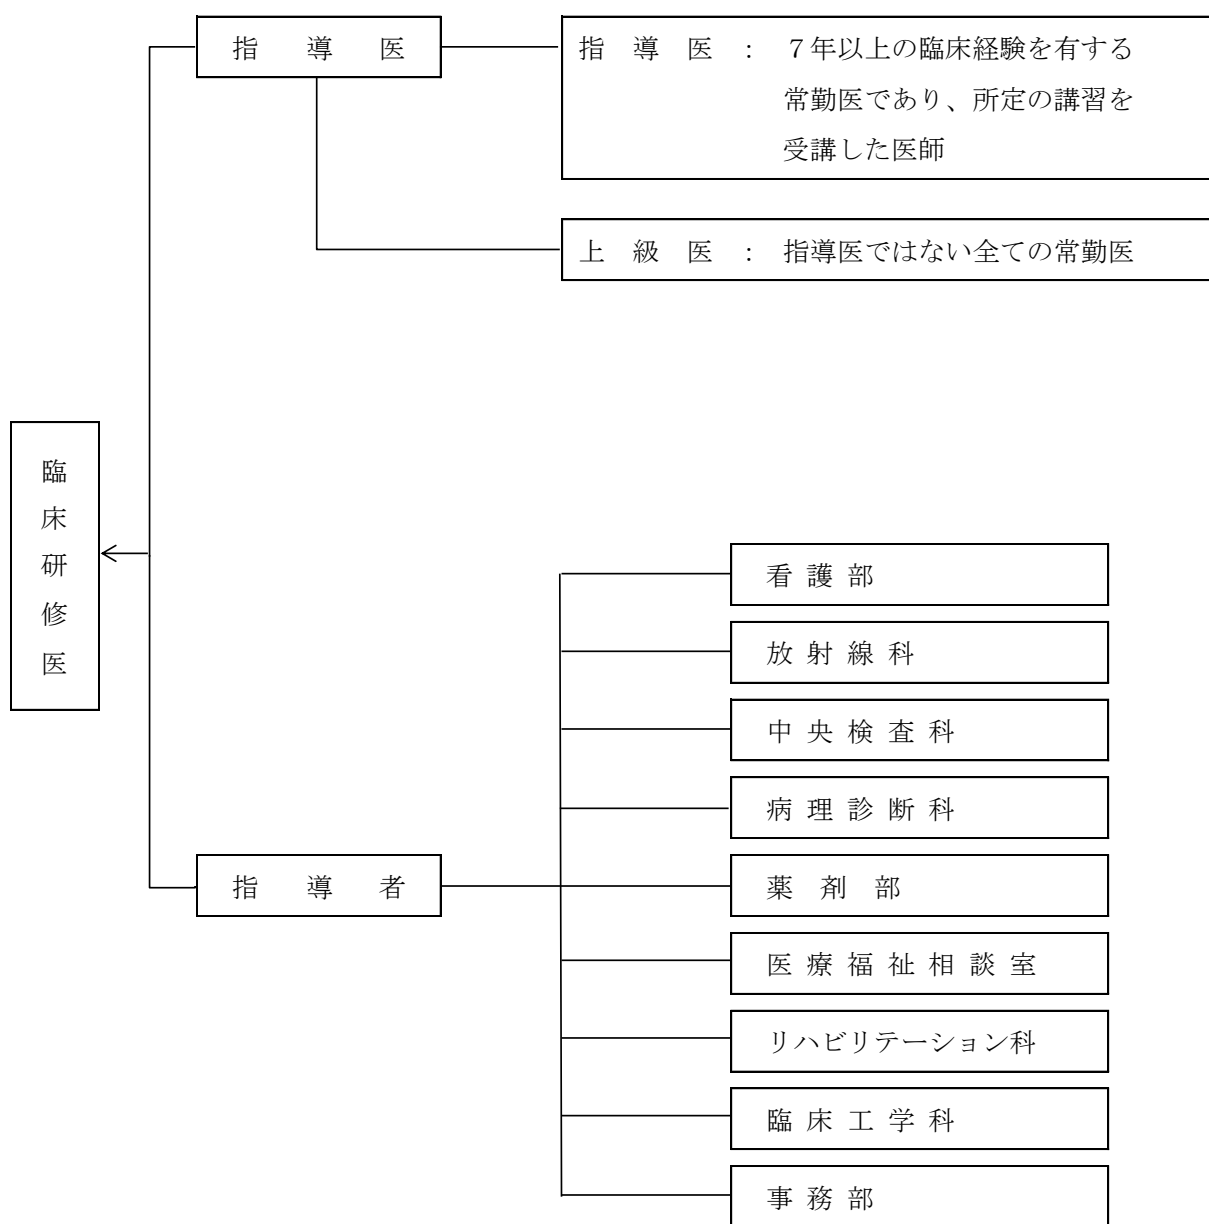 指導医
指導医：７年以上の臨床経験を有する
常勤医であり、所定の講習を
受講した医師
上級医：指導医ではない全ての常勤医
臨床研修医
看護部
放射線科
中央検査科
病理診断科
指導者
薬剤部
医療福祉相談室
リハビリテーション科
臨床工学科
事務部